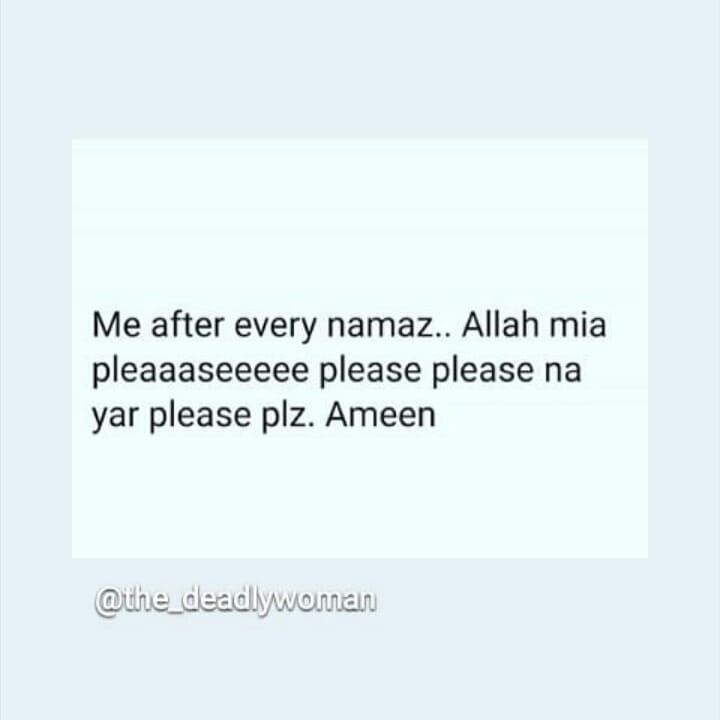 Me after every namaz.. Allah mia
pleaaaseeeee please please na
yar please plz. Ameen
@the_deadlywoman